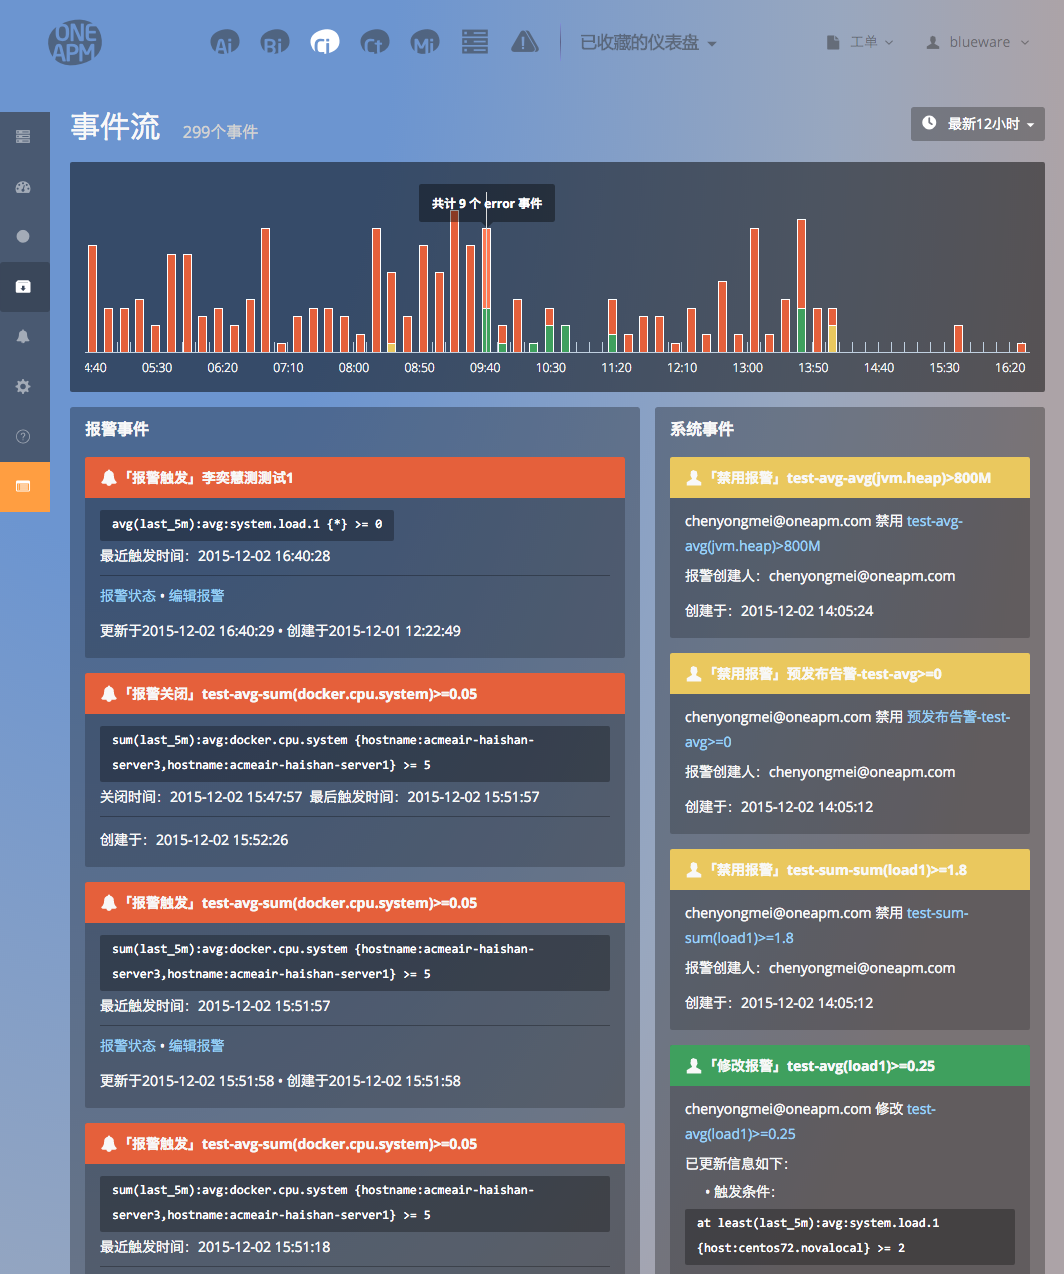 ONE
APM
Ai
Bi
Ci
Ct
Mi
已收藏的仪表盘
工单
blueware
事件流
299个事件
最新12小时
共计 9 个 error 事件
4:40
05:30
06:20
07:10
08:00
08:50
09:40
10:30
11:20
12:10
13:00
13:50
14:40
15:30
16:20
报警事件
「报警触发」李奕慧测测试1
avg(last_5m):avg:system.load.1 {*} >= 0
最近触发时间：2015-12-02 16:40:28
报警状态 • 编辑报警
更新于2015-12-02 16:40:29 • 创建于2015-12-01 12:22:49
「报警关闭」test-avg-sum(docker.cpu.system)>=0.05
sum(last_5m):avg:docker.cpu.system {hostname:acmeair-haishan-
server3,hostname:acmeair-haishan-server1} >= 5
关闭时间：2015-12-02 15:47:57 最后触发时间：2015-12-02 15:51:57
创建于：2015-12-02 15:52:26
「报警触发」test-avg-sum(docker.cpu.system)>=0.05
sum(last_5m):avg:docker.cpu.system {hostname:acmeair-haishan-
server3,hostname:acmeair-haishan-server1} >= 5
最近触发时间：2015-12-02 15:51:57
报警状态 • 编辑报警
更新于2015-12-02 15:51:58 • 创建于2015-12-02 15:51:58
「报警触发」test-avg-sum(docker.cpu.system)>=0.05
sum(last_5m):avg:docker.cpu.system {hostname:acmeair-haishan-
server3,hostname:acmeair-haishan-server1} >= 5
最近触发时间：2015-12-02 15:51:18
系统事件
「禁用报警」test-avg-avg(jvm.heap)>800M
chenyongmei@oneapm.com 禁用 test-avg-
avg(jvm.heap)>800M
报警创建人：chenyongmei@oneapm.com
创建于：2015-12-02 14:05:24
「禁用报警」预发布告警-test-avg>=0
chenyongmei@oneapm.com 禁用 预发布告警-test-
avg>=0
报警创建人：chenyongmei@oneapm.com
创建于：2015-12-02 14:05:12
「禁用报警」test-sum-sum(load1)>=1.8
chenyongmei@oneapm.com 禁用 test-sum-
sum(load1)>=1.8
报警创建人：chenyongmei@oneapm.com
创建于：2015-12-02 14:05:12
「修改报警」test-avg(load1)>=0.25
chenyongmei@oneapm.com 修改 test-
avg(load1)>=0.25
已更新信息如下：
• 触发条件：
at least(last_5m):avg:system.load.1
{host:centos72.novalocal} >= 2